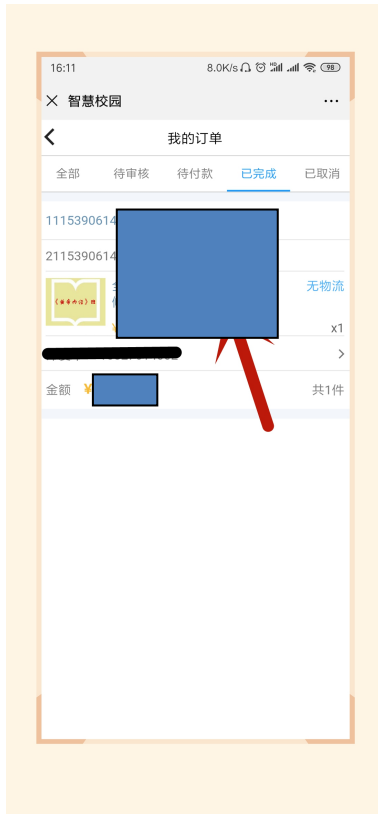 16:11 8.0K/s HD 98
智慧校园 ...
我的订单
全部 待审核 待付款 已完成 已取消
1115390614
2115390614
无物流
¥ x1
金额 ¥ 共1件